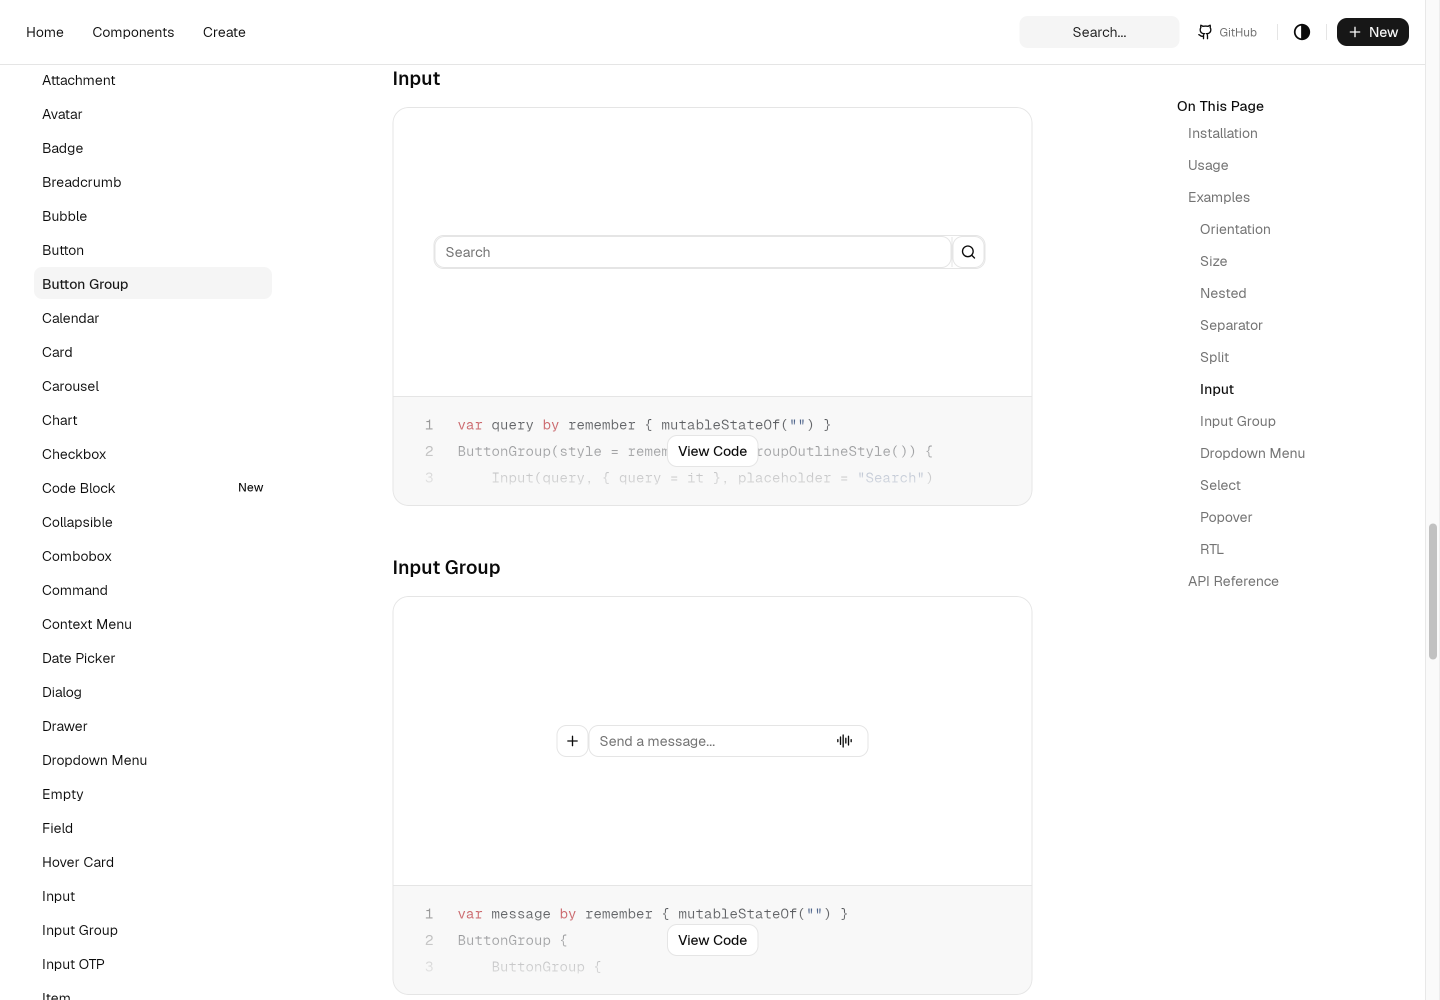 Home
Components
Create
Search...
GitHub
New
Attachment
Avatar
Badge
Breadcrumb
Bubble
Button
Button Group
Calendar
Card
Carousel
Chart
Checkbox
Code Block New
Collapsible
Combobox
Command
Context Menu
Date Picker
Dialog
Drawer
Dropdown Menu
Empty
Field
Hover Card
Input
Input Group
Input OTP
Item
Input
Search
1 var query by remember { mutableStateOf("") }
2 ButtonGroup(style = remem
View Code
roupOutlineStyle()) {
3 Input(query, { query = it }, placeholder = "Search")
Input Group
Send a message...
1 var message by remember { mutableStateOf("") }
2 ButtonGroup {
View Code
3 ButtonGroup {
On This Page
Installation
Usage
Examples
Orientation
Size
Nested
Separator
Split
Input
Input Group
Dropdown Menu
Select
Popover
RTL
API Reference